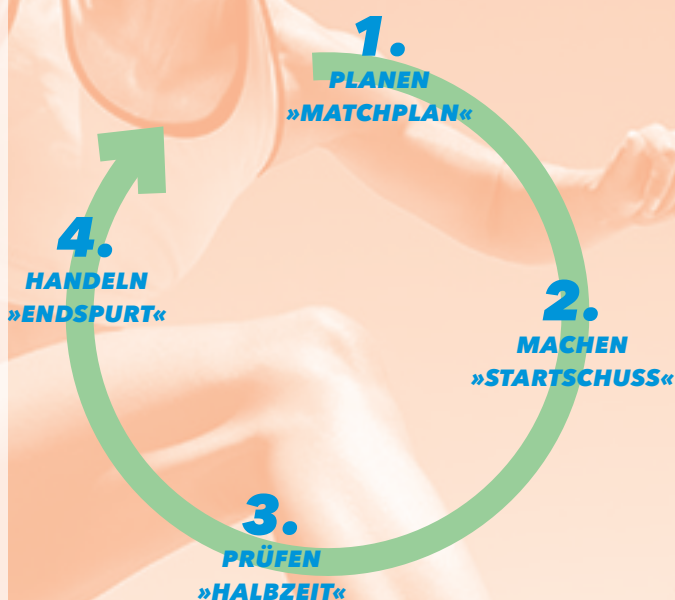 1.
PLANEN
»MATCHPLAN«
2.
MACHEN
»STARTSCHUSS«
3.
PRÜFEN
»HALBZEIT«
4.
HANDELN
»ENDSPURT«